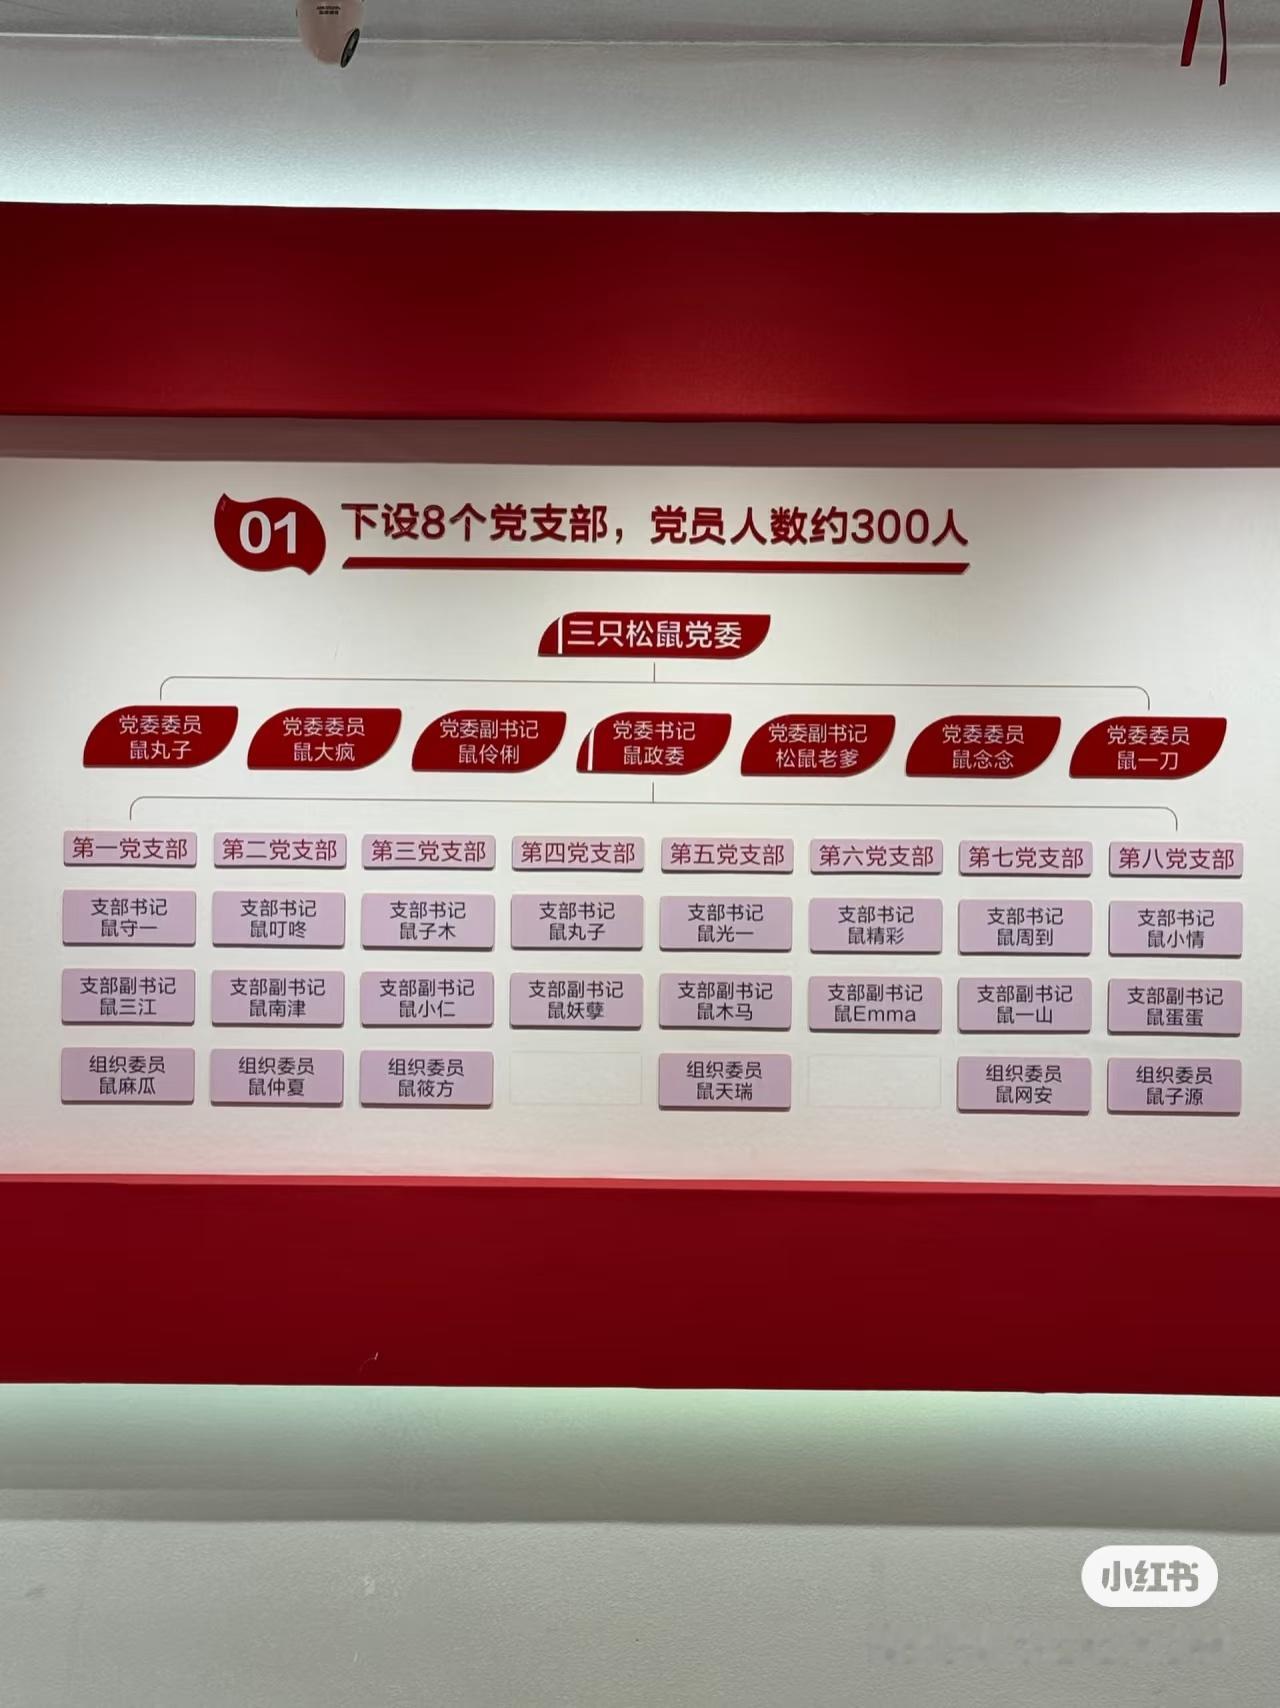 01
下设8个党支部，党员人数约300人
三只松鼠党委
党委委员
鼠丸子
党委委员
鼠大疯
党委副书记
鼠伶俐
党委书记
鼠政委
党委副书记
松鼠老爹
党委委员
鼠念念
党委委员
鼠一刀
第一党支部
第二党支部
第三党支部
第四党支部
第五党支部
第六党支部
第七党支部
第八党支部
支部书记
鼠守一
支部书记
鼠叮咚
支部书记
鼠子木
支部书记
鼠丸子
支部书记
鼠光一
支部书记
鼠精彩
支部书记
鼠周到
支部书记
鼠小情
支部副书记
鼠三江
支部副书记
鼠南津
支部副书记
鼠小仁
支部副书记
鼠妖孽
支部副书记
鼠木马
支部副书记
鼠Emma
支部副书记
鼠一山
支部副书记
鼠蛋蛋
组织委员
鼠麻瓜
组织委员
鼠仲夏
组织委员
鼠筱方
组织委员
鼠天瑞
组织委员
鼠网安
组织委员
鼠子源
小红书